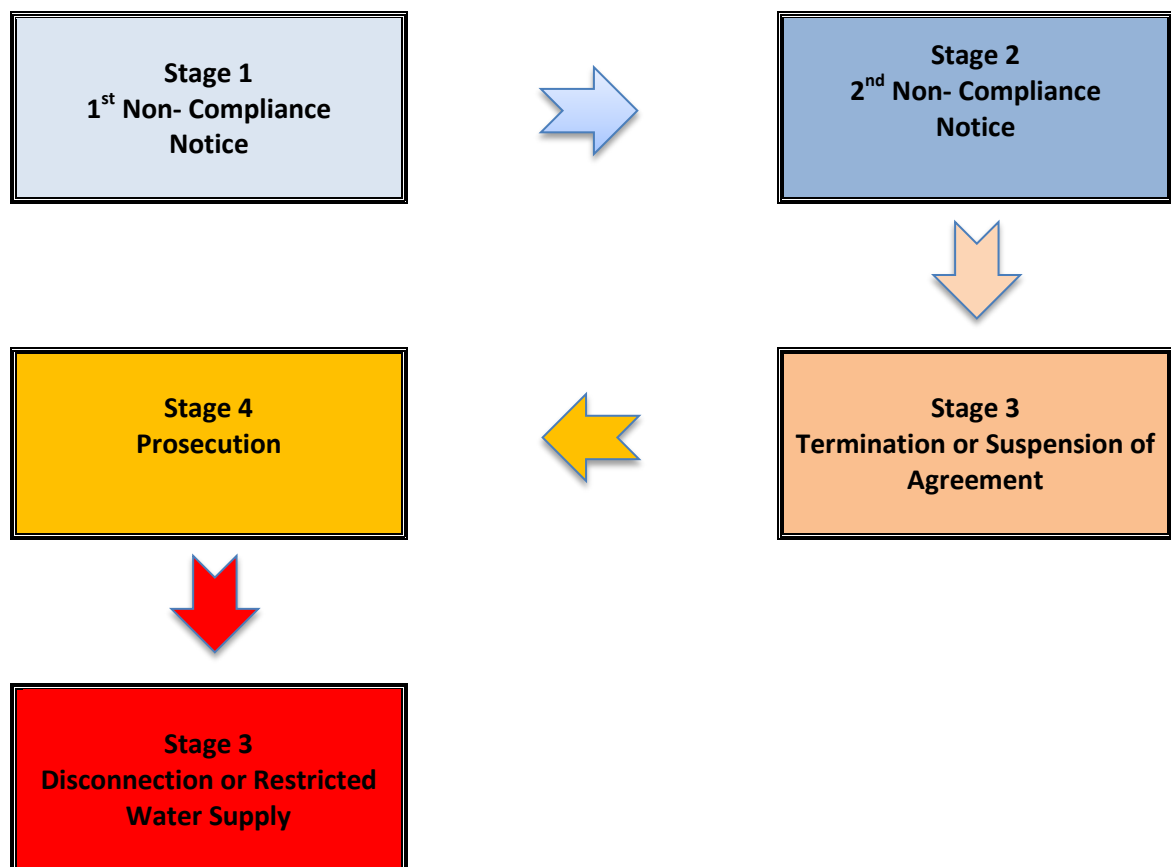 Stage 1
1st Non- Compliance
Notice
Stage 2
2nd Non- Compliance
Notice
Stage 3
Termination or Suspension of
Agreement
Stage 4
Prosecution
Stage 3
Disconnection or Restricted
Water Supply